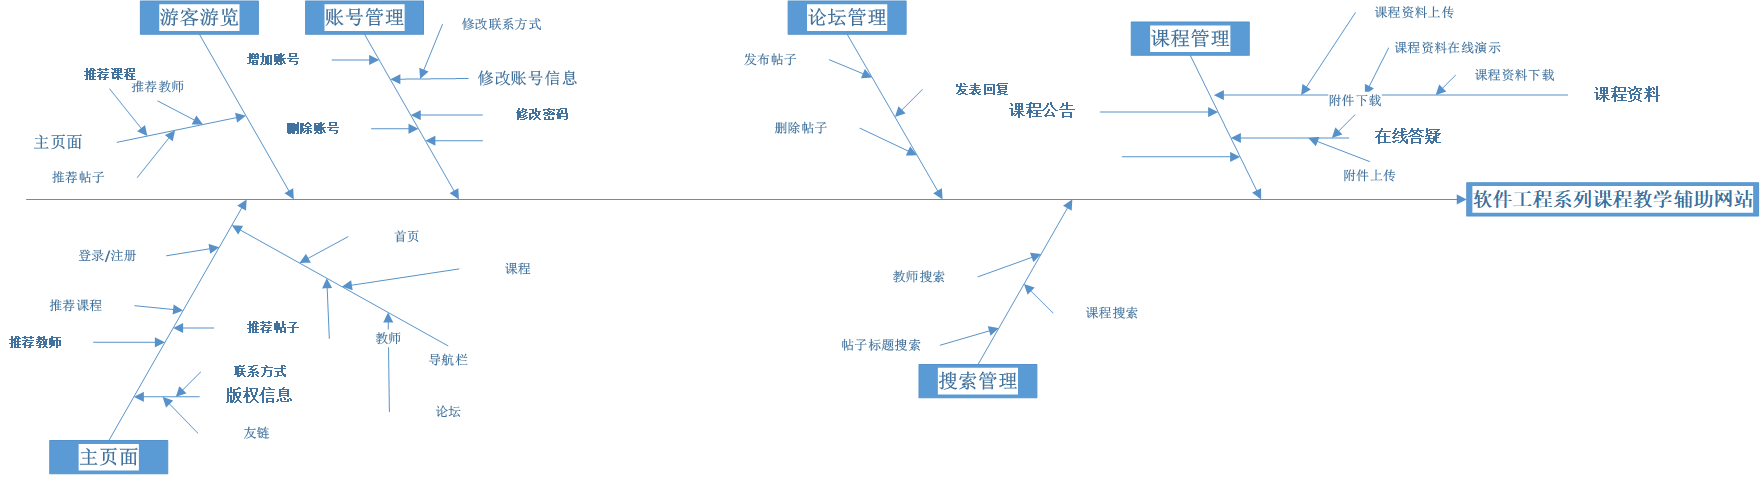 游客游览
账号管理
论坛管理
课程管理
课程资料上传
修改联系方式
课程资料在线演示
增加账号
发布帖子
推荐课程
修改账号信息
课程资料下载
推荐教师
发表回复
课程资料
附件下载
课程公告
修改密码
删除账号
删除帖子
在线答疑
主页面
推荐帖子
附件上传
软件工程系列课程教学辅助网站
首页
登录/注册
课程
教师搜索
推荐课程
课程搜索
推荐帖子
推荐教师
教师
帖子标题搜索
导航栏
联系方式
搜索管理
版权信息
论坛
友链
主页面